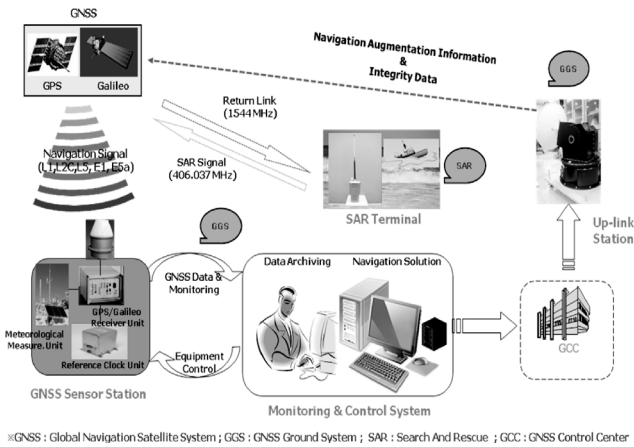 GNSS
GPS
Galileo
Navigation Augmentation Information
&
Integrity Data
GGS
Return Link
(1544 MHz)
Navigation Signal
(L1,L2C,L5, E1, E5a)
SAR Signal
(406.037 MHz)
SAR
SAR Terminal
Up-link
Station
GGS
GNSS Data &
Monitoring
Data Archiving
Navigation Solution
GPS/Galileo
Receiver Unit
Meteorological
Measure. Unit
Reference Clock Unit
Equipment
Control
GCC
GNSS Sensor Station
Monitoring & Control System
※GNSS : Global Navigation Satellite System ; GGS : GNSS Ground System ; SAR : Search And Rescue ; GCC : GNSS Control Center